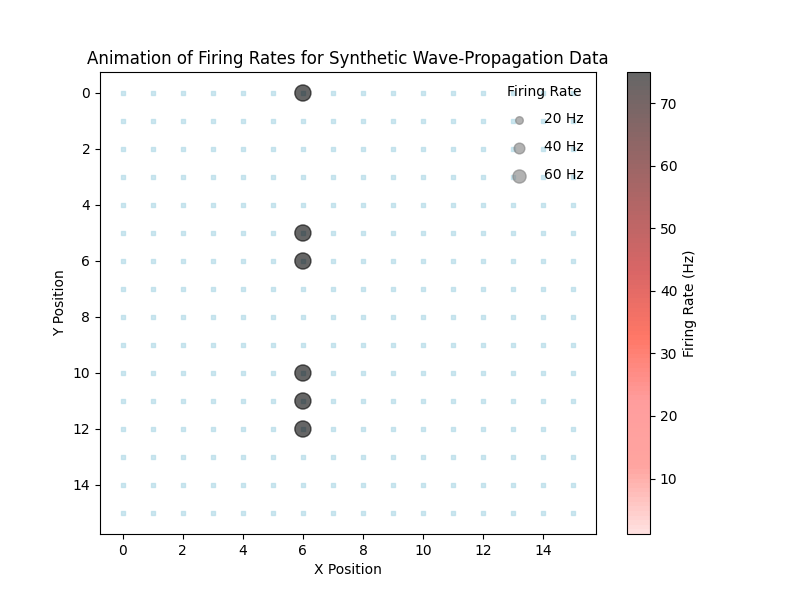 Animation of Firing Rates for Synthetic Wave-Propagation Data
Firing Rate
20 Hz
40 Hz
60 Hz
0
2
4
6
8
10
12
14
Y Position
0 2 4 6 8 10 12 14
X Position
70
60
50
40
30
20
10
Firing Rate (Hz)